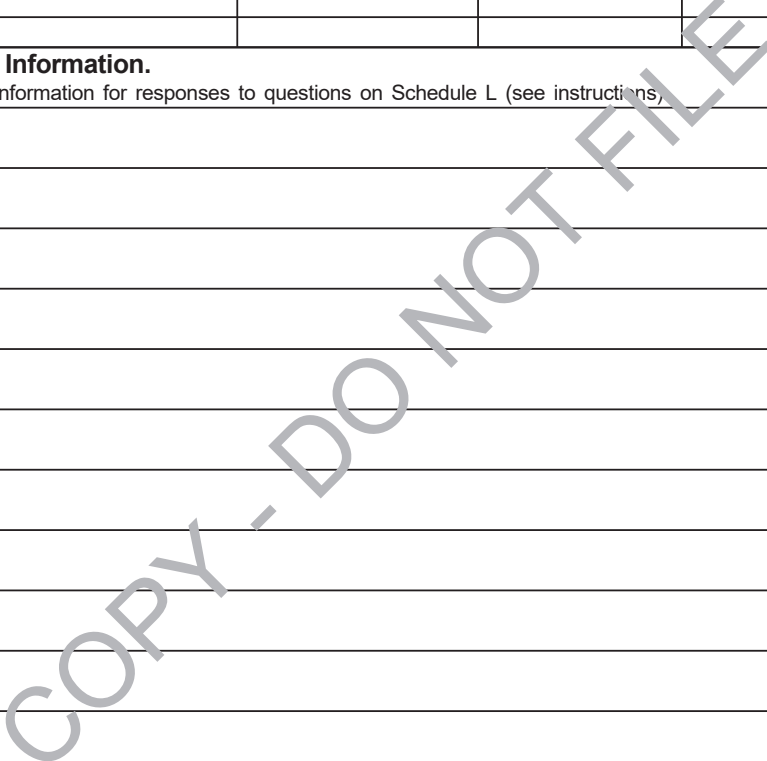 Information.
nformation for responses to questions on Schedule L (see instructions).
COPY - DO NOT FILE